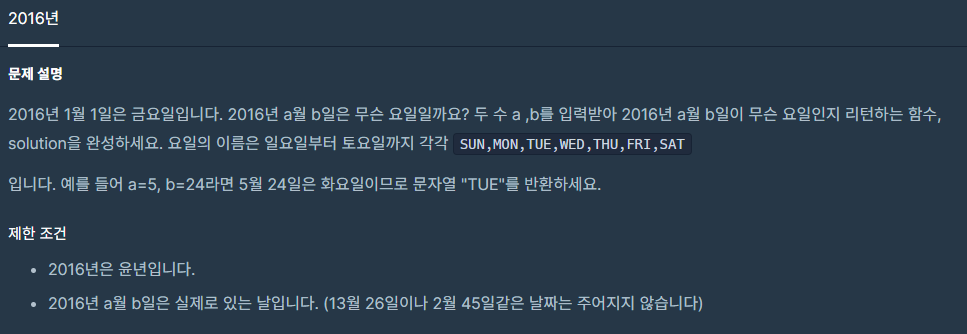 2016년
문제 설명
2016년 1월 1일은 금요일입니다. 2016년 a월 b일은 무슨 요일일까요? 두 수 a ,b를 입력받아 2016년 a월 b일이 무슨 요일인지 리턴하는 함수,
solution을 완성하세요. 요일의 이름은 일요일부터 토요일까지 각각 SUN,MON,TUE,WED,THU,FRI,SAT
입니다. 예를 들어 a=5, b=24라면 5월 24일은 화요일이므로 문자열 "TUE"를 반환하세요.
제한 조건
• 2016년은 윤년입니다.
• 2016년 a월 b일은 실제로 있는 날입니다. (13월 26일이나 2월 45일같은 날짜는 주어지지 않습니다)